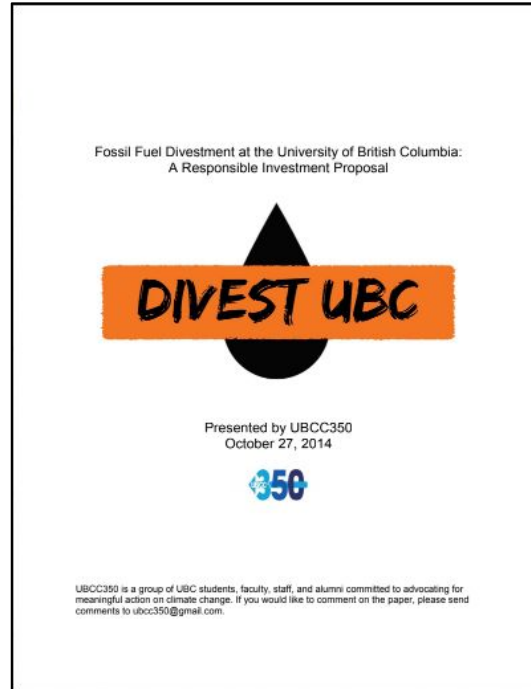 Fossil Fuel Divestment at the University of British Columbia:
A Responsible Investment Proposal
DIVEST UBC
Presented by UBCC350
October 27, 2014
UBCC
350
UBCC350 is a group of UBC students, faculty, staff, and alumni committed to advocating for
meaningful action on climate change. If you would like to comment on the paper, please send
comments to ubcc350@gmail.com.